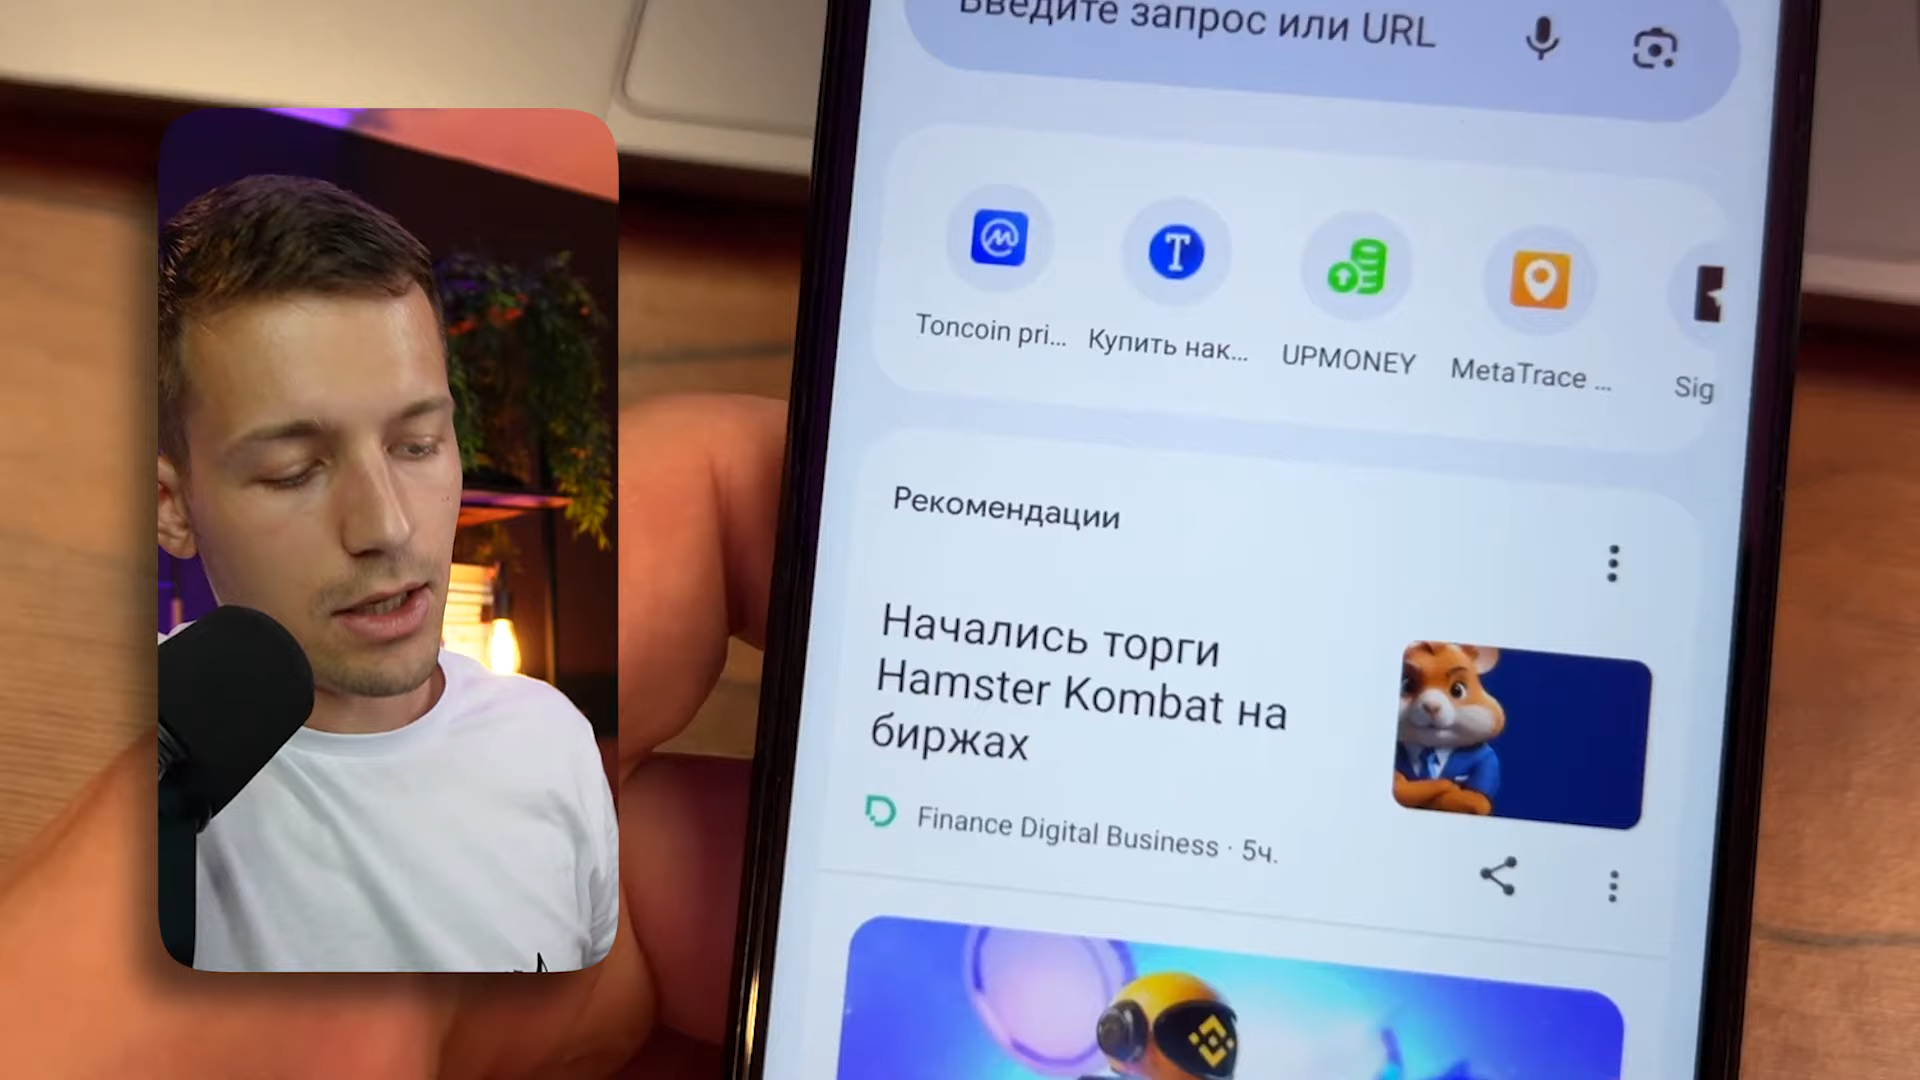 Введите запрос или URL
Toncoin pri...
Купить нак...
UPMONEY
MetaTrace ...
Sig
Рекомендации
Начались торги
Hamster Kombat на
биржах
Finance Digital Business · 5ч.